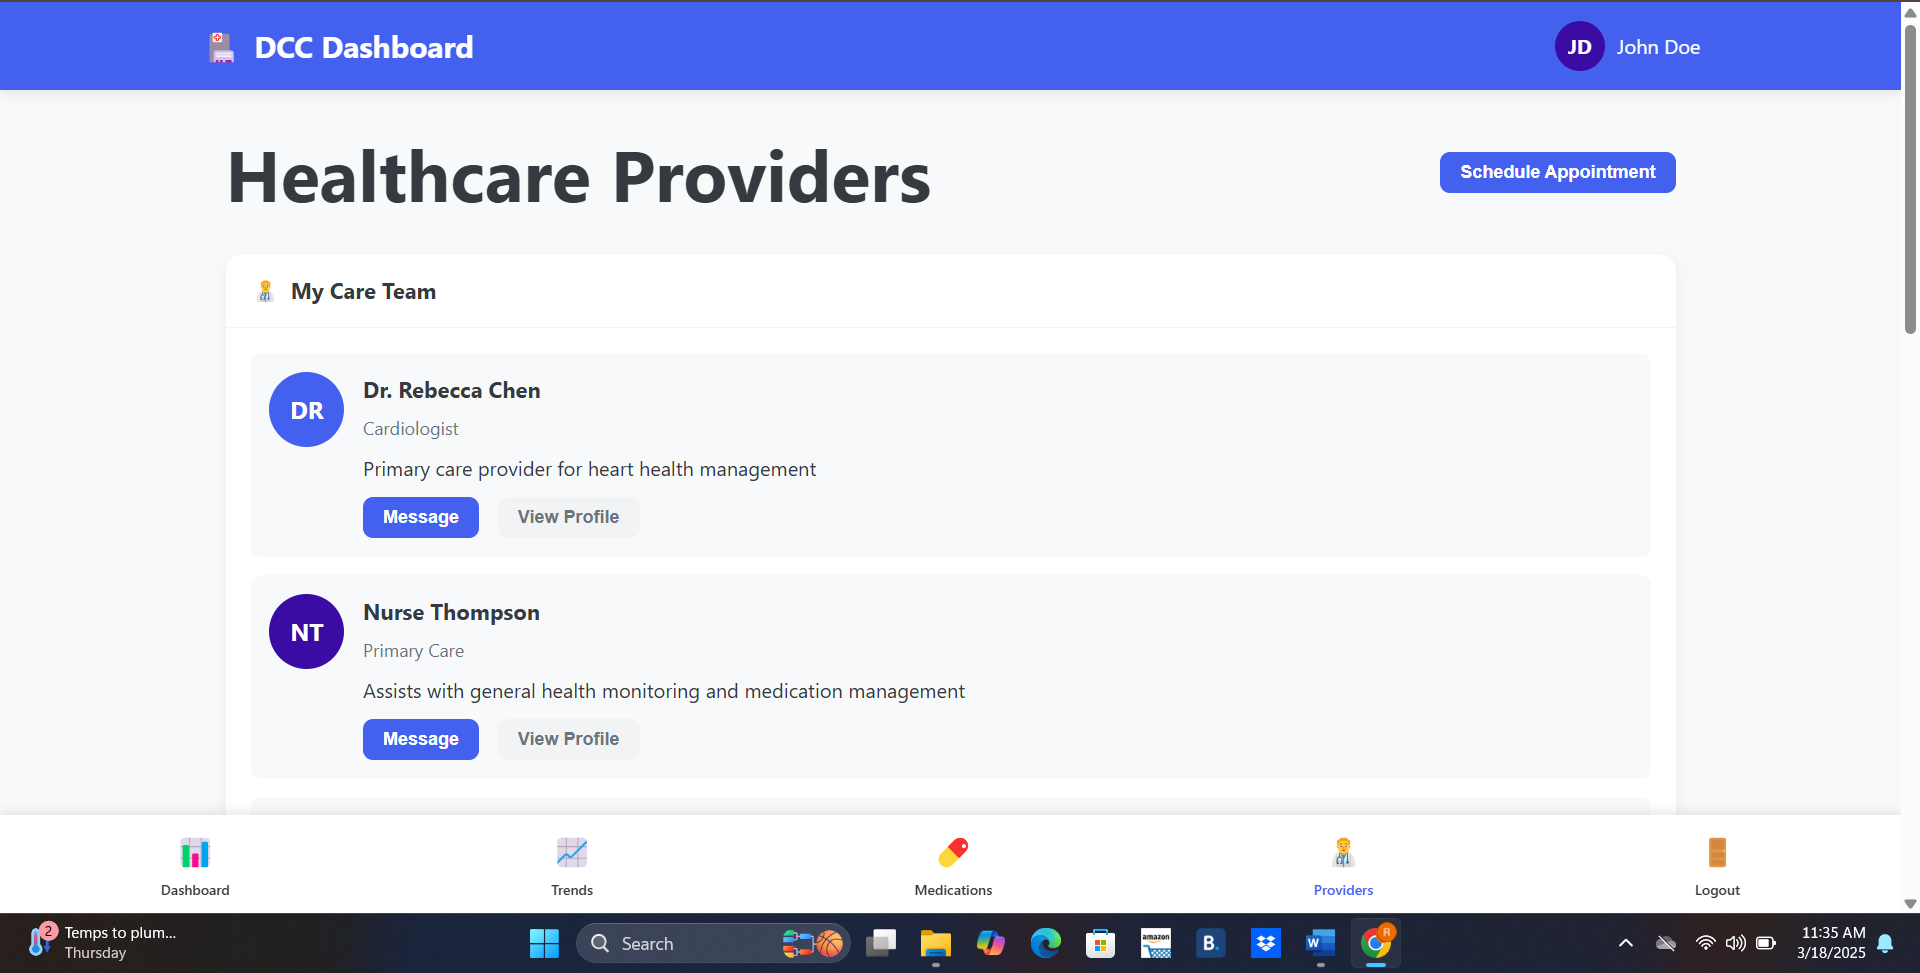 DCC Dashboard
JD
John Doe
Healthcare Providers
Schedule Appointment
My Care Team
DR
Dr. Rebecca Chen
Cardiologist
Primary care provider for heart health management
Message
View Profile
NT
Nurse Thompson
Primary Care
Assists with general health monitoring and medication management
Message
View Profile
Dashboard
Trends
Medications
Providers
Logout
2
Temps to plum...
Thursday
Search
amazon
B.
W
R
11:35 AM
3/18/2025